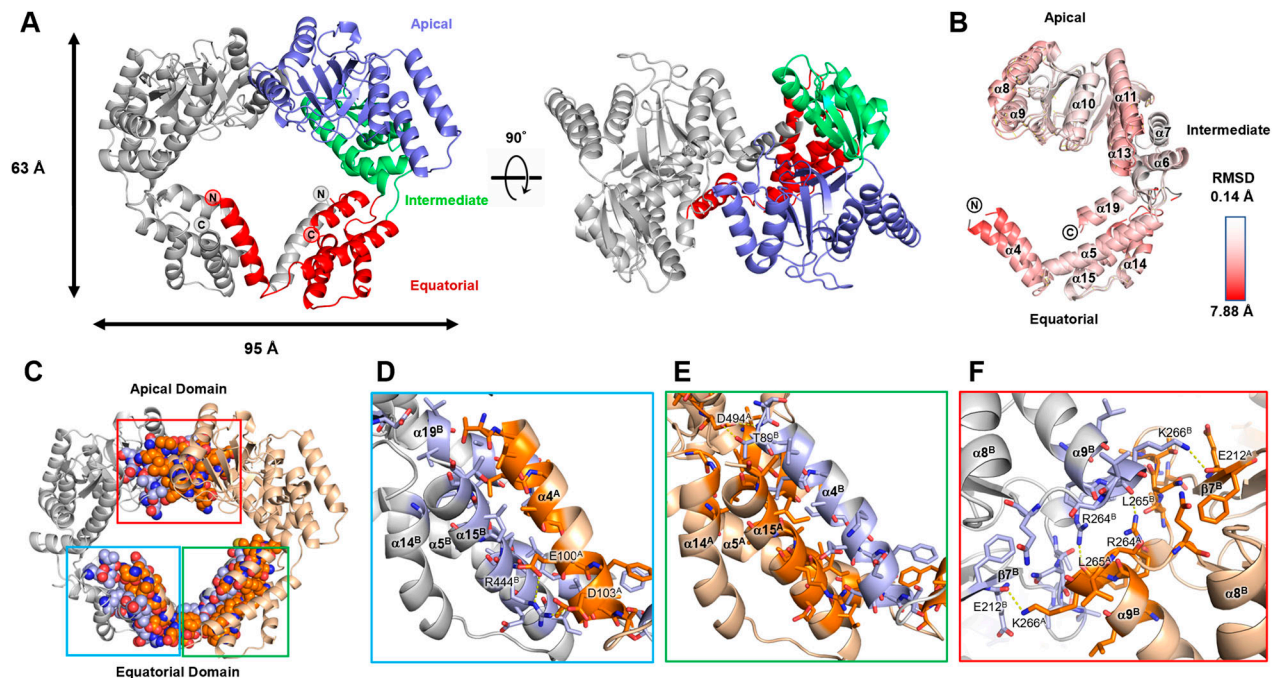 A
Apical
63 Å
N
N
C
C
Intermediate
Equatorial
95 Å
90°
B
Apical
α8
α9
α10
α11
α7
Intermediate
α13
α6
RMSD
0.14 Å
N
α19
C
α4
α5
α14
α15
7.88 Å
Equatorial
C
Apical Domain
Equatorial Domain
D
α19ᴮ
α4ᴬ
α14ᴮ
α5ᴮ
α15ᴮ
E100ᴬ
R444ᴮ
D103ᴬ
E
D494ᴬ
T89ᴮ
α4ᴮ
α14ᴬ
α5ᴬ
α15ᴬ
F
K266ᴮ
α9ᴮ
E212ᴬ
α8ᴮ
β7ᴮ
L265ᴮ
R264ᴮ
R264ᴬ
L265ᴬ
β7ᴮ
α8ᴮ
E212ᴮ
α9ᴮ
K266ᴬ